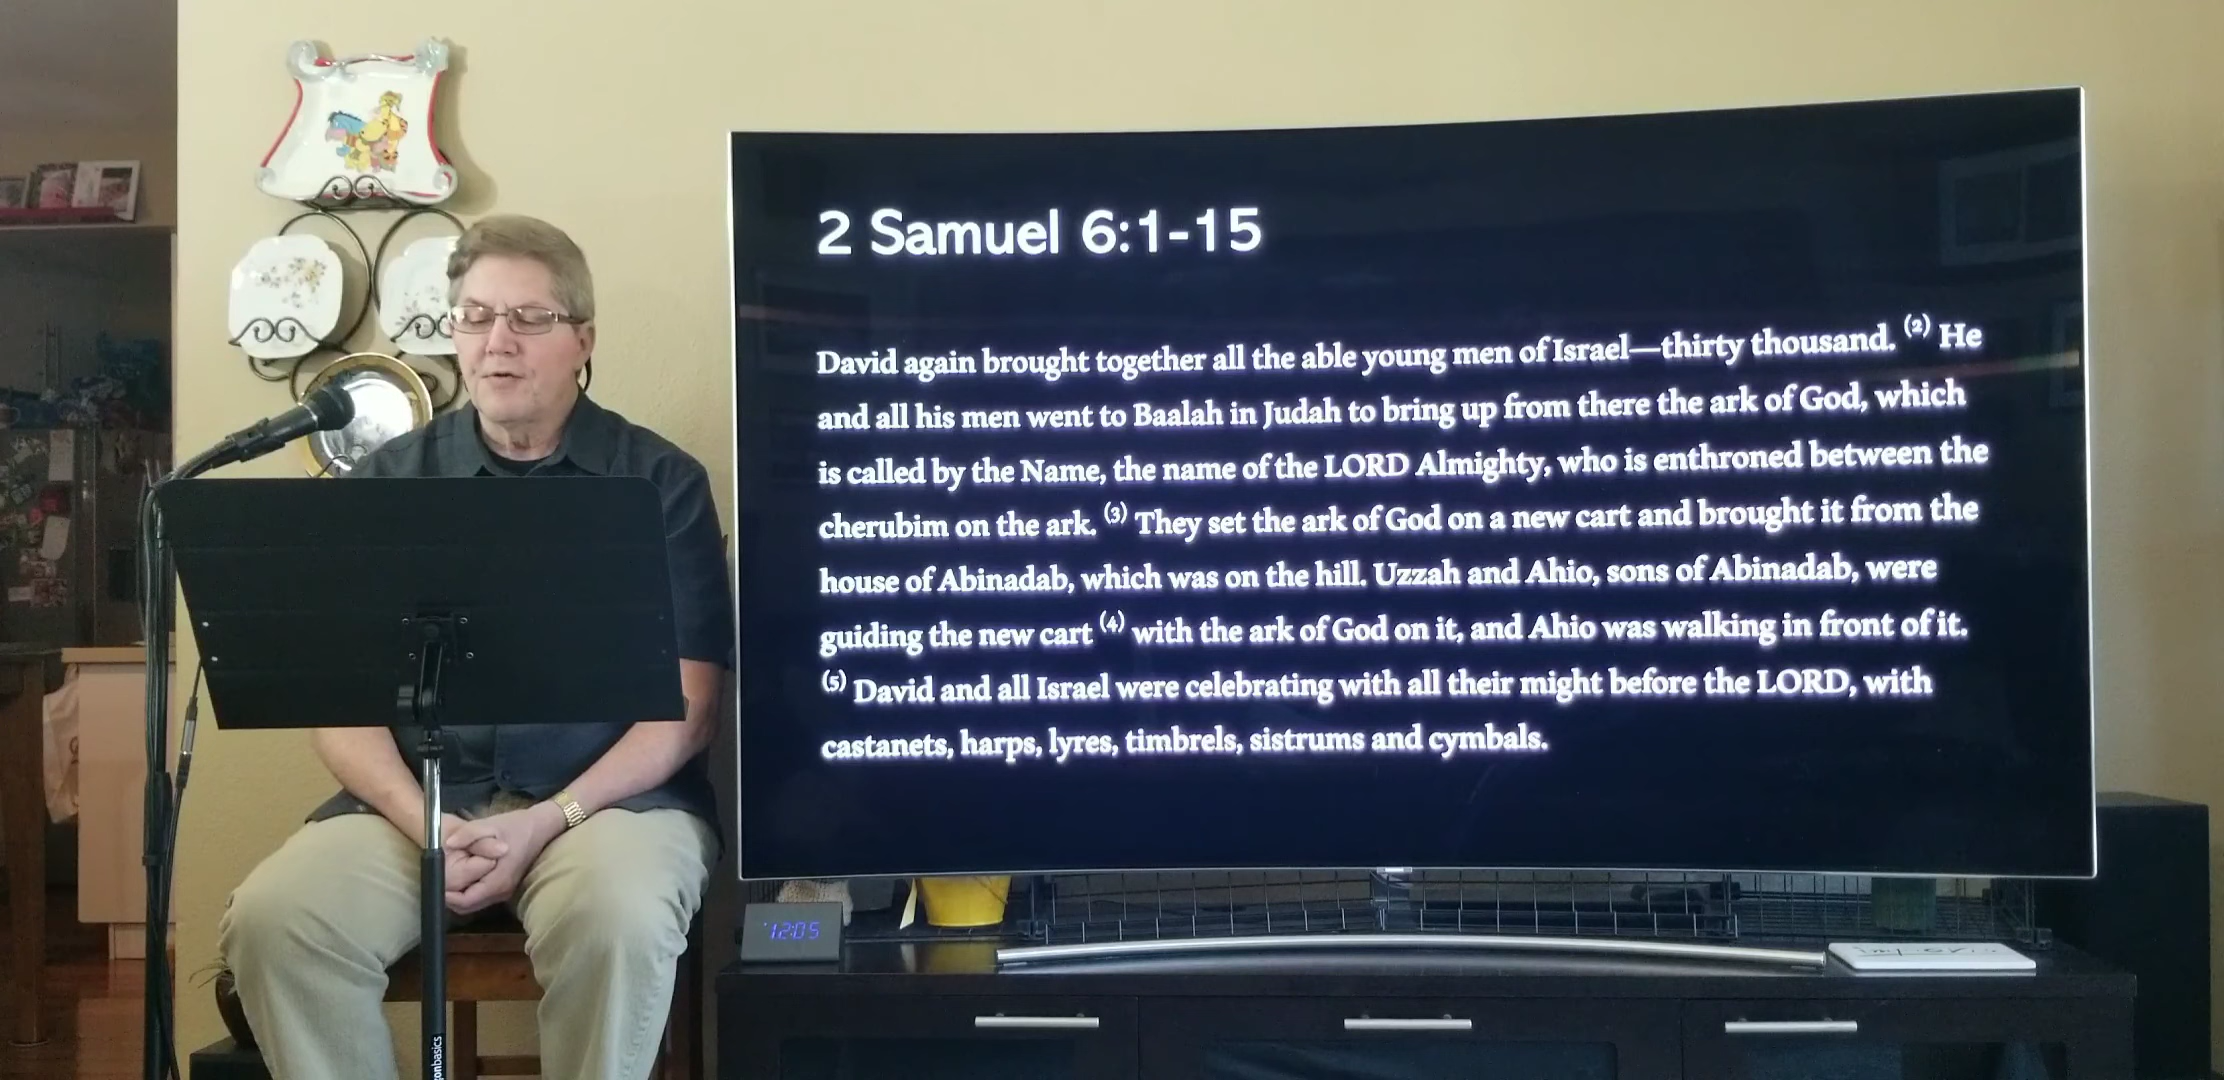 2 Samuel 6:1-15
David again brought together all the able young men of Israel—thirty thousand. (2) He
and all his men went to Baalah in Judah to bring up from there the ark of God, which
is called by the Name, the name of the LORD Almighty, who is enthroned between the
cherubim on the ark. (3) They set the ark of God on a new cart and brought it from the
house of Abinadab, which was on the hill. Uzzah and Ahio, sons of Abinadab, were
guiding the new cart (4) with the ark of God on it, and Ahio was walking in front of it.
(5) David and all Israel were celebrating with all their might before the LORD, with
castanets, harps, lyres, timbrels, sistrums and cymbals.
12:05